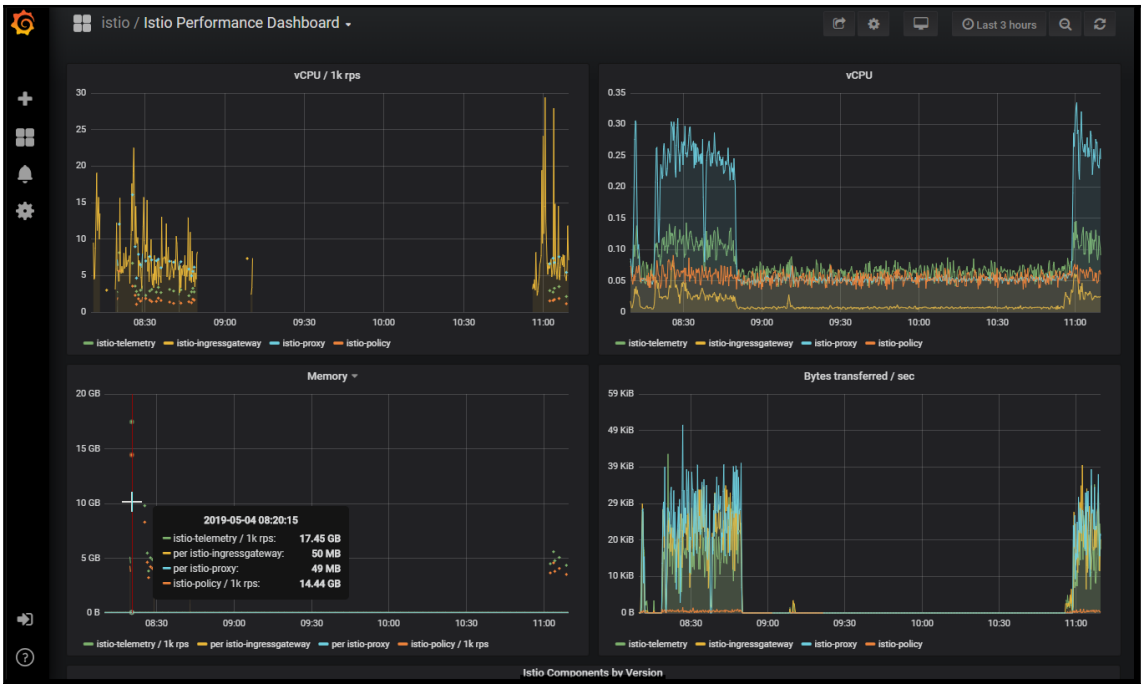 istio / Istio Performance Dashboard
Last 3 hours
vCPU / 1k rps
30
25
20
15
10
5
0
08:30 09:00 09:30 10:00 10:30 11:00
istio-telemetry istio-ingressgateway istio-proxy istio-policy
vCPU
0.35
0.30
0.25
0.20
0.15
0.10
0.05
0
08:30 09:00 09:30 10:00 10:30 11:00
istio-telemetry istio-ingressgateway istio-proxy istio-policy
Memory
20 GB
15 GB
10 GB
5 GB
0 B
2019-05-04 08:20:15
istio-telemetry / 1k rps: 17.45 GB
per istio-ingressgateway: 50 MB
per istio-proxy: 49 MB
istio-policy / 1k rps: 14.44 GB
08:30 09:00 09:30 10:00 10:30 11:00
istio-telemetry / 1k rps per istio-ingressgateway per istio-proxy istio-policy / 1k rps
Bytes transferred / sec
59 KiB
49 KiB
39 KiB
29 KiB
20 KiB
10 KiB
0 B
08:30 09:00 09:30 10:00 10:30 11:00
istio-telemetry istio-ingressgateway istio-proxy istio-policy
Istio Components by Version